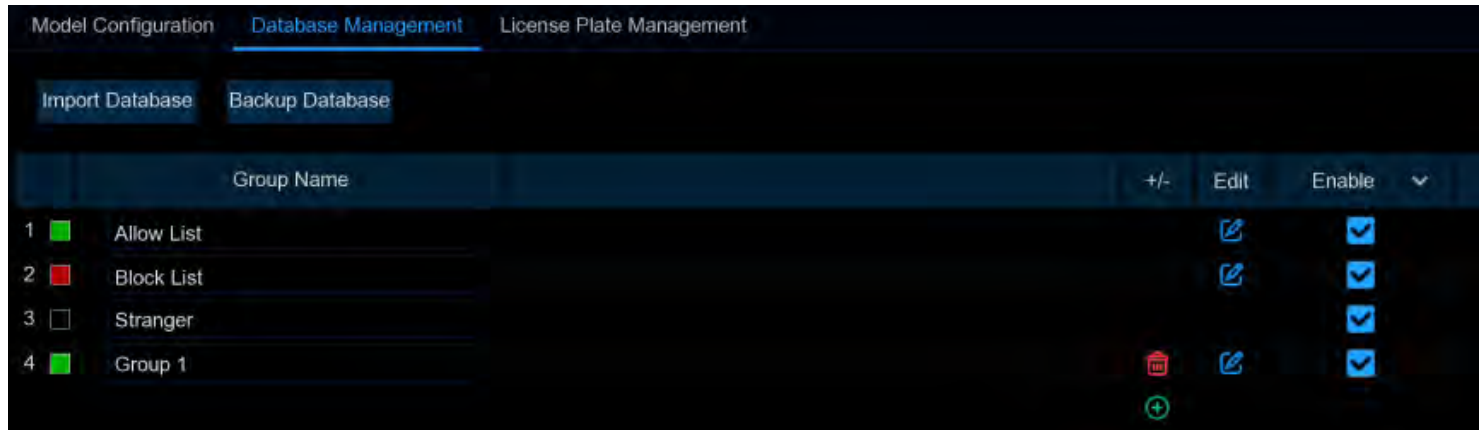 Model Configuration Database Management License Plate Management
Import Database Backup Database
Group Name +/- Edit Enable
1 Allow List
2 Block List
3 Stranger
4 Group 1